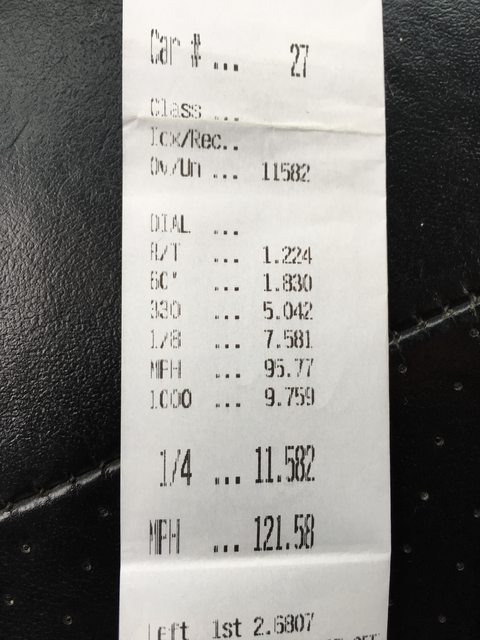 Car # ... 27
Class ...
Icx/Rec..
Ov/Un ... 11582
DIAL ...
R/T ... 1.224
60" ... 1.830
330 ... 5.042
1/8 ... 7.581
MPH ... 95.77
1000 ... 9.759
1/4 ... 11.582
MPH ... 121.58
Left 1st 2.6807